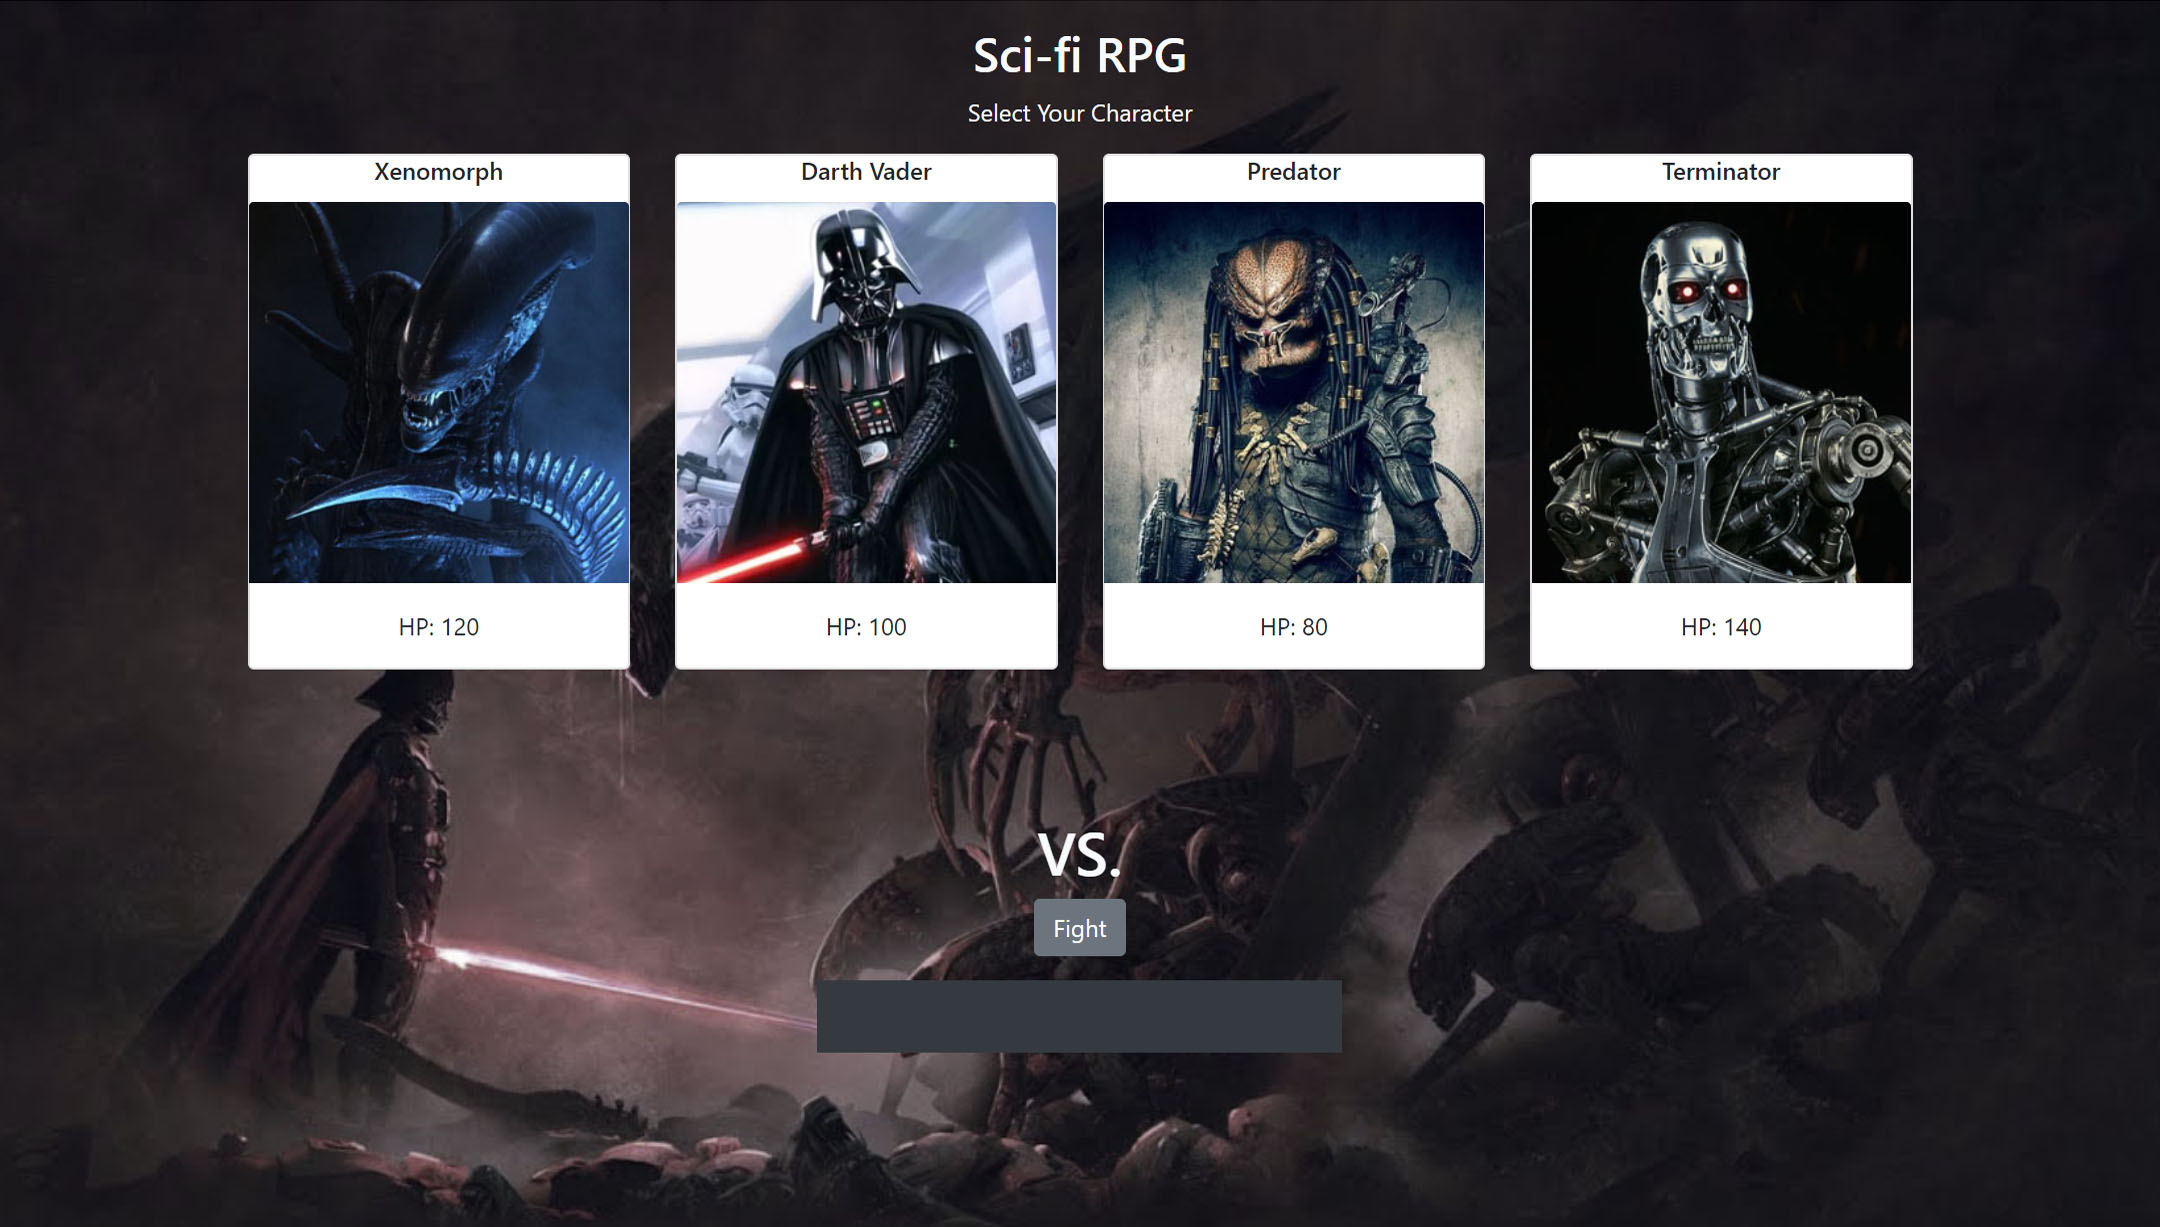 Sci-fi RPG
Select Your Character
Xenomorph
Darth Vader
Predator
Terminator
HP: 120
HP: 100
HP: 80
HP: 140
VS.
Fight